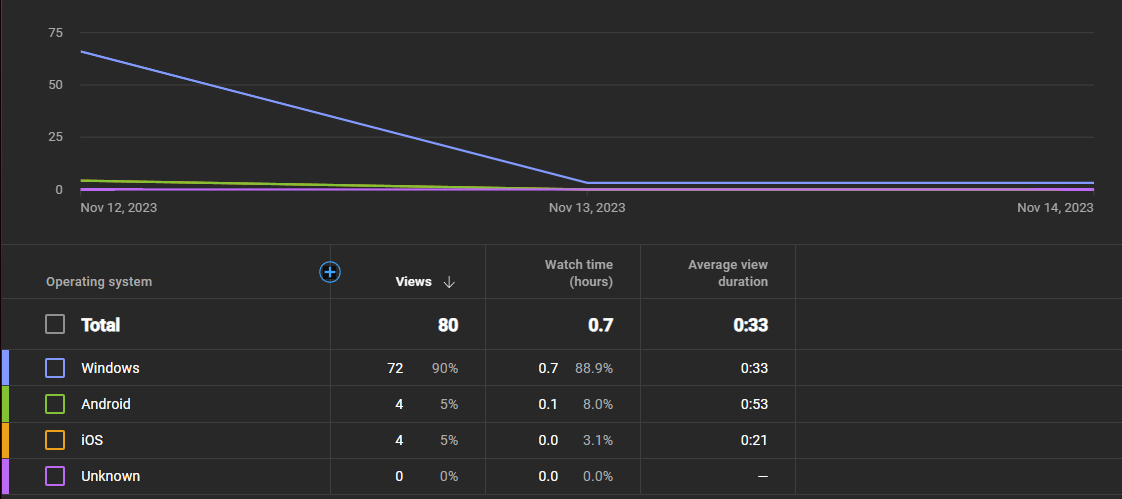 75
50
25
0
Nov 12, 2023 Nov 13, 2023 Nov 14, 2023
Operating system Views Watch time (hours) Average view duration
Total 80 0.7 0:33
Windows 72 90% 0.7 88.9% 0:33
Android 4 5% 0.1 8.0% 0:53
iOS 4 5% 0.0 3.1% 0:21
Unknown 0 0% 0.0 0.0% —